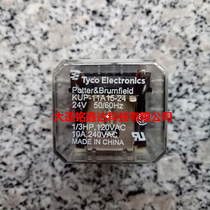 Tyco Electronics
Potter&Brumfield
KUP-11A15-24
24V 50/60Hz
1/3HP, 120VAC
10A, 240VAC
MADE IN CHINA